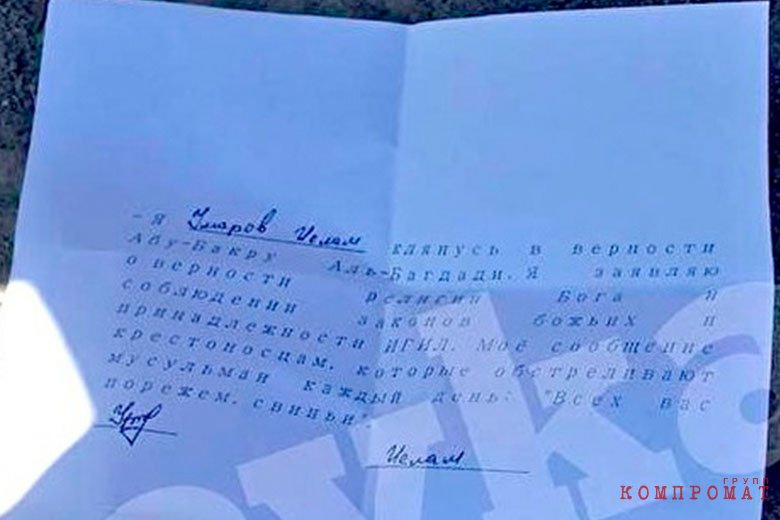 - Я Умаров Ислам клянусь в верности
Абу-Бакру Аль-Багдади. Я заявляю
о верности религии Бога и
соблюдении законов божьих и
принадлежности ИГИЛ. Моё сообщение
крестоносцам, которые обстреливают
мусульман каждый день: "Всех вас
порежем, свиньи".
Ислам
ГРУПП
КОМПРОМАТ